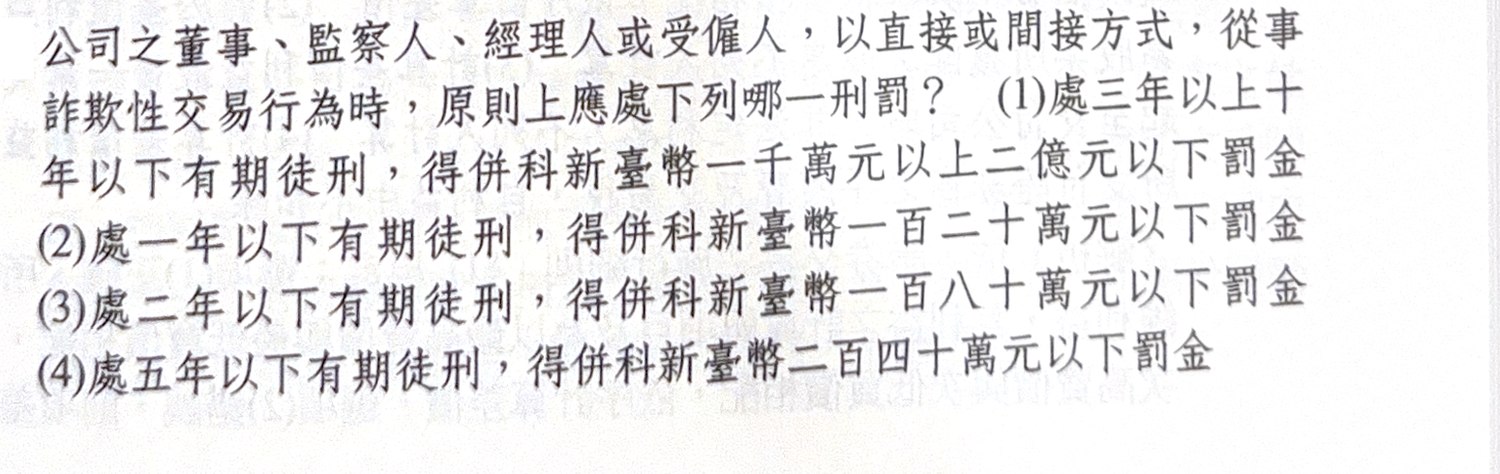 公司之董事、監察人、經理人或受僱人，以直接或間接方式，從事
詐欺性交易行為時，原則上應處下列哪一刑罰？　(1)處三年以上十
年以下有期徒刑，得併科新臺幣一千萬元以上二億元以下罰金
(2)處一年以下有期徒刑，得併科新臺幣一百二十萬元以下罰金
(3)處二年以下有期徒刑，得併科新臺幣一百八十萬元以下罰金
(4)處五年以下有期徒刑，得併科新臺幣二百四十萬元以下罰金